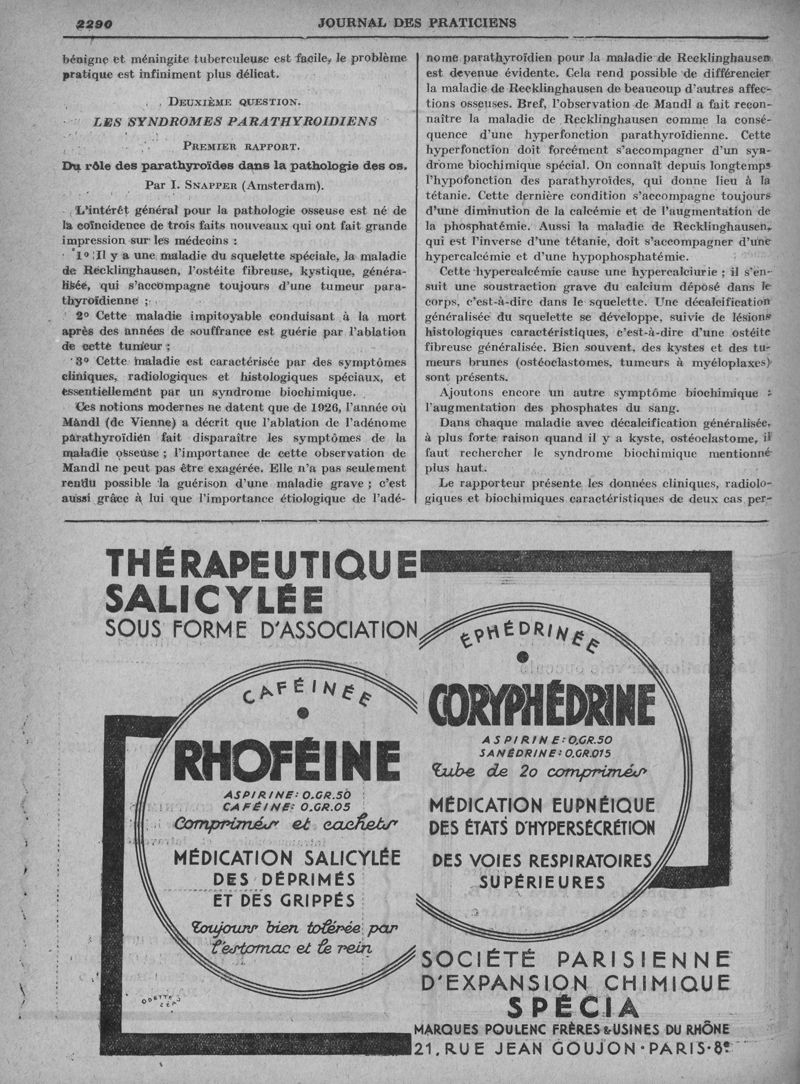 2290
JOURNAL DES PRATICIENS
bénigne et méningite tuberculeuse est facile, le problème
pratique est infiniment plus délicat.
DEUXIÈME QUESTION.
LES SYNDROMES PARATHYROIDIENS
PREMIER RAPPORT.
Du rôle des parathyroïdes dans la pathologie des os.
Par I. SNAPPER (Amsterdam).
L'intérêt général pour la pathologie osseuse est né de
la coïncidence de trois faits nouveaux qui ont fait grande
impression sur les médecins :
1º Il y a une maladie du squelette spéciale, la maladie
de Recklinghausen, l'ostéite fibreuse, kystique, généra-
lisée, qui s'accompagne toujours d'une tumeur para-
thyroïdienne ;
2º Cette maladie impitoyable conduisant à la mort
après des années de souffrance est guérie par l'ablation
de cette tumeur ;
3º Cette maladie est caractérisée par des symptômes
cliniques, radiologiques et histologiques spéciaux, et
essentiellement par un syndrome biochimique.
Ces notions modernes ne datent que de 1926, l'année où
Mandl (de Vienne) a décrit que l'ablation de l'adénome
parathyroïdien fait disparaître les symptômes de la
maladie osseuse ; l'importance de cette observation de
Mandl ne peut pas être exagérée. Elle n'a pas seulement
rendu possible la guérison d'une maladie grave ; c'est
aussi grâce à lui que l'importance étiologique de l'adé-
nome parathyroïdien pour la maladie de Recklinghausen
est devenue évidente. Cela rend possible de différencier
la maladie de Recklinghausen de beaucoup d'autres affec-
tions osseuses. Bref, l'observation de Mandl a fait recon-
naître la maladie de Recklinghausen comme la consé-
quence d'une hyperfonction parathyroïdienne. Cette
hyperfonction doit forcément s'accompagner d'un syn-
drome biochimique spécial. On connaît depuis longtemps
l'hypofonction des parathyroïdes, qui donne lieu à la
tétanie. Cette dernière condition s'accompagne toujours
d'une diminution de la calcémie et de l'augmentation de
la phosphatémie. Aussi la maladie de Recklinghausen,
qui est l'inverse d'une tétanie, doit s'accompagner d'une
hypercalcémie et d'une hypophosphatémie.
Cette hypercalcémie cause une hypercalciurie ; il s'en-
suit une soustraction grave du calcium déposé dans le
corps, c'est-à-dire dans le squelette. Une décalcification
généralisée du squelette se développe, suivie de lésions
histologiques caractéristiques, c'est-à-dire d'une ostéite
fibreuse généralisée. Bien souvent, des kystes et des tu-
meurs brunes (ostéoclastomes, tumeurs à myéloplaxes)
sont présents.
Ajoutons encore un autre symptôme biochimique :
l'augmentation des phosphates du sang.
Dans chaque maladie avec décalcification généralisée,
à plus forte raison quand il y a kyste, ostéoclastome, il
faut rechercher le syndrome biochimique mentionné
plus haut.
Le rapporteur présente les données cliniques, radiolo-
giques et biochimiques caractéristiques de deux cas per-
THÉRAPEUTIQUE
SALICYLÉE
SOUS FORME D'ASSOCIATION
CAFÉINÉE
RHOFÉINE
ASPIRINE: 0.GR.50
CAFÉINE: 0.GR.05
Comprimés et cachets
MÉDICATION SALICYLÉE
DES DÉPRIMÉS
ET DES GRIPPÉS
Toujours bien tolérée par
l'estomac et le rein
ODETTE
CÉPJ
ÉPHÉDRINÉE
CORYPHÉDRINE
ASPIRINE: 0,GR.50
SANÉDRINE: 0,GR.015
Tube de 20 comprimés
MÉDICATION EUPNÉIQUE
DES ÉTATS D'HYPERSÉCRÉTION
DES VOIES RESPIRATOIRES
SUPÉRIEURES
SOCIÉTÉ PARISIENNE
D'EXPANSION CHIMIQUE
SPÉCIA
MARQUES POULENC FRÈRES & USINES DU RHÔNE
21, RUE JEAN GOUJON · PARIS · 8e